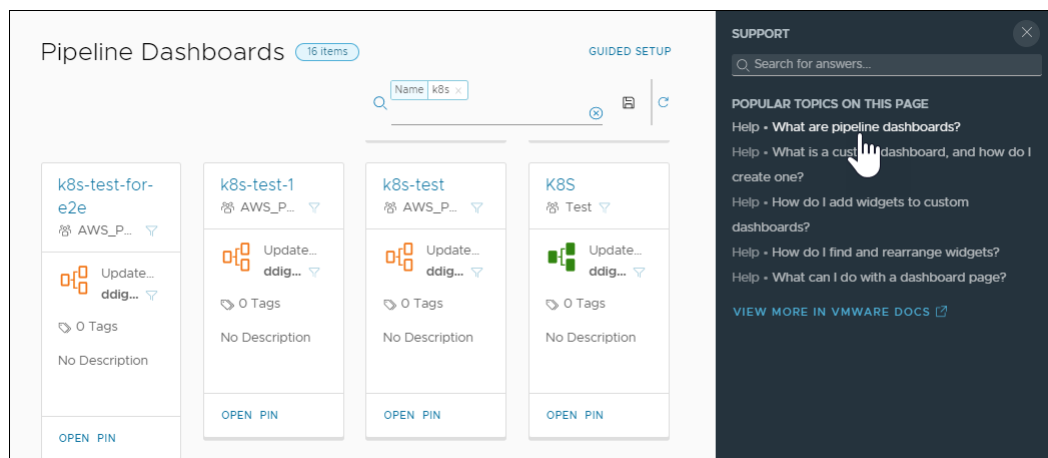 Pipeline Dashboards 16 items
GUIDED SETUP
Name k8s ×
k8s-test-for-
e2e
AWS_P...
Update...
ddig...
0 Tags
No Description
OPEN PIN
k8s-test-1
AWS_P...
Update...
ddig...
0 Tags
No Description
OPEN PIN
k8s-test
AWS_P...
Update...
ddig...
0 Tags
No Description
OPEN PIN
K8S
Test
Update...
ddig...
0 Tags
No Description
OPEN PIN
SUPPORT
Search for answers...
POPULAR TOPICS ON THIS PAGE
Help • What are pipeline dashboards?
Help • What is a dashboard, and how do I
create one?
Help • How do I add widgets to custom
dashboards?
Help • How do I find and rearrange widgets?
Help • What can I do with a dashboard page?
VIEW MORE IN VMWARE DOCS